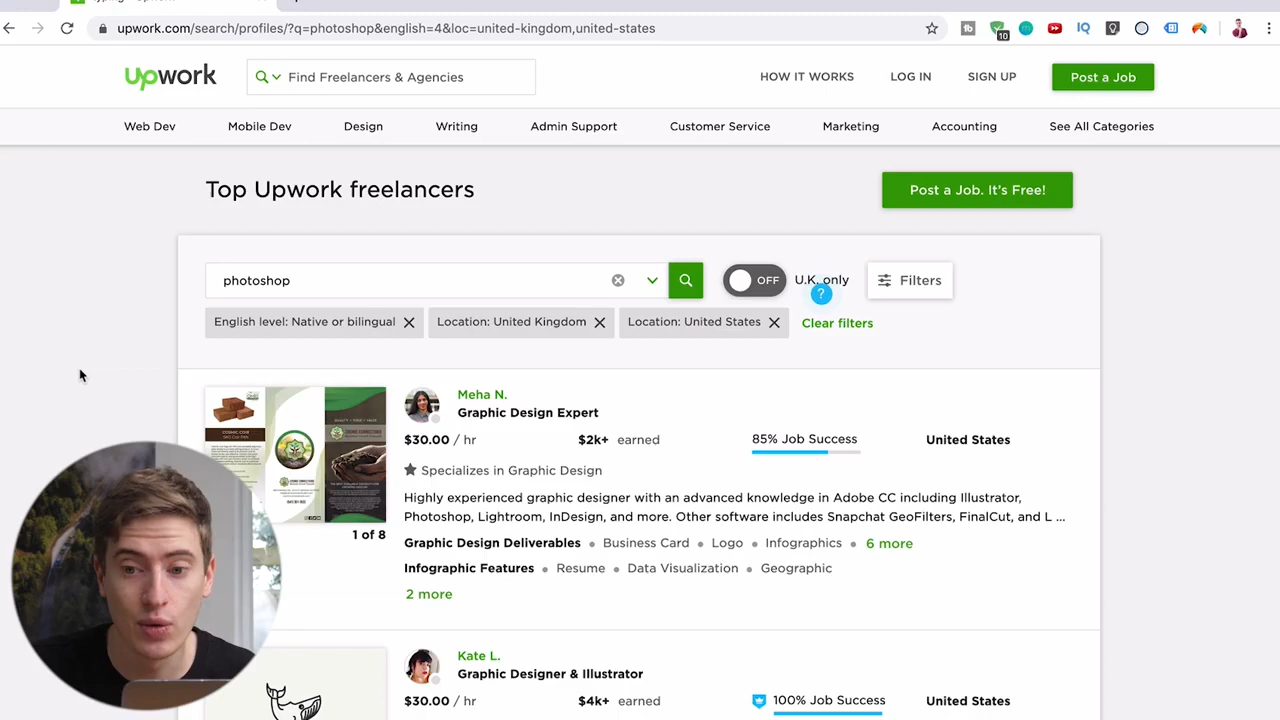 upwork.com/search/profiles/?q=photoshop&english=4&loc=united-kingdom,united-states
10
IQ
upwork
Find Freelancers & Agencies
HOW IT WORKS
LOG IN
SIGN UP
Post a Job
Web Dev
Mobile Dev
Design
Writing
Admin Support
Customer Service
Marketing
Accounting
See All Categories
Top Upwork freelancers
Post a Job. It's Free!
photoshop
OFF
U.K. only
?
Filters
English level: Native or bilingual
Location: United Kingdom
Location: United States
Clear filters
Meha N.
Graphic Design Expert
$30.00 / hr
$2k+ earned
85% Job Success
United States
Specializes in Graphic Design
Highly experienced graphic designer with an advanced knowledge in Adobe CC including Illustrator,
Photoshop, Lightroom, InDesign, and more. Other software includes Snapchat GeoFilters, FinalCut, and L ...
1 of 8
Graphic Design Deliverables • Business Card • Logo • Infographics • 6 more
Infographic Features • Resume • Data Visualization • Geographic
2 more
Kate L.
Graphic Designer & Illustrator
$30.00 / hr
$4k+ earned
100% Job Success
United States